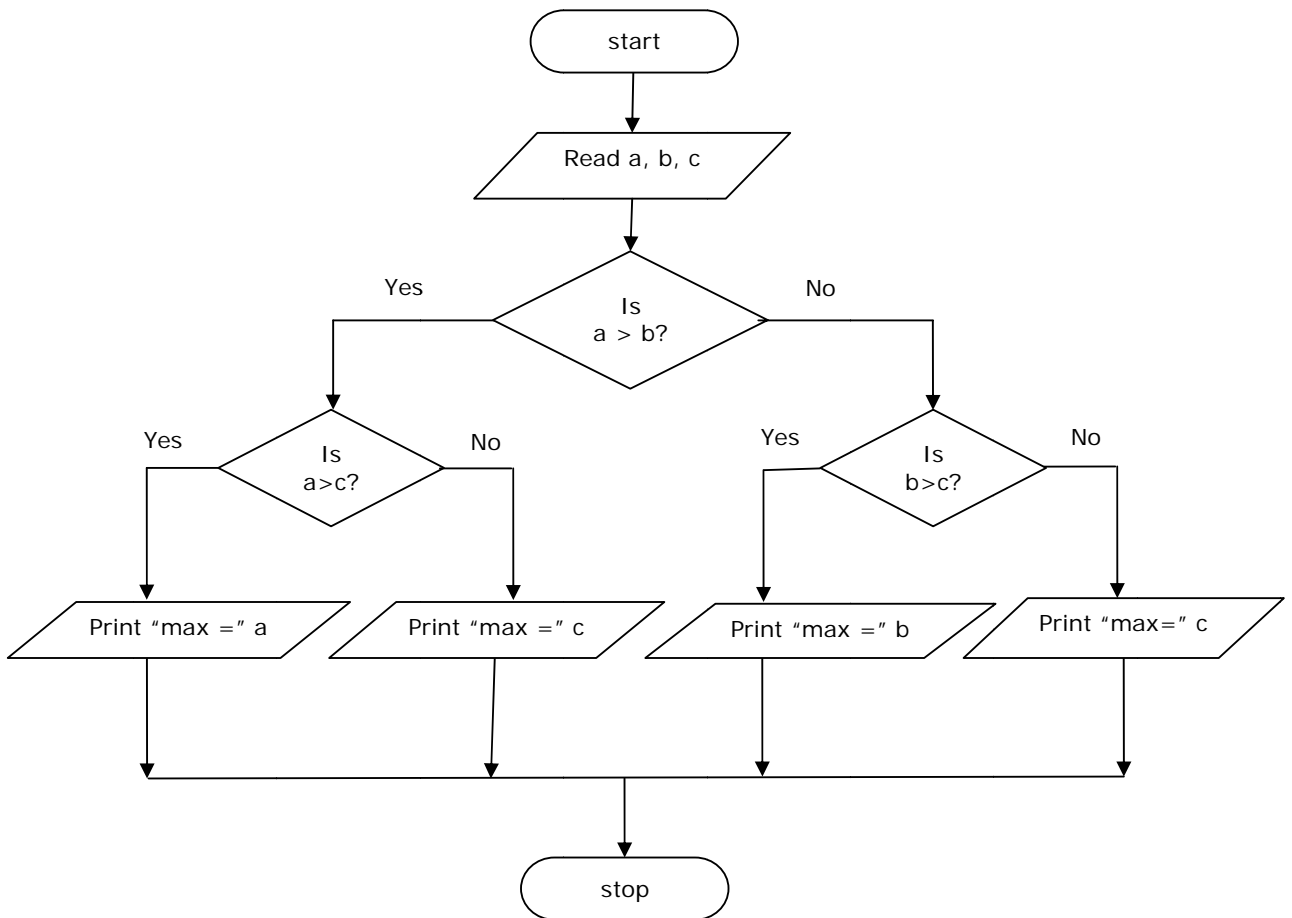 start
Read a, b, c
Yes
No
Is
a > b?
Yes
No
Yes
No
Is
a>c?
Is
b>c?
Print “max =” a
Print “max =” c
Print “max =” b
Print “max=” c
stop